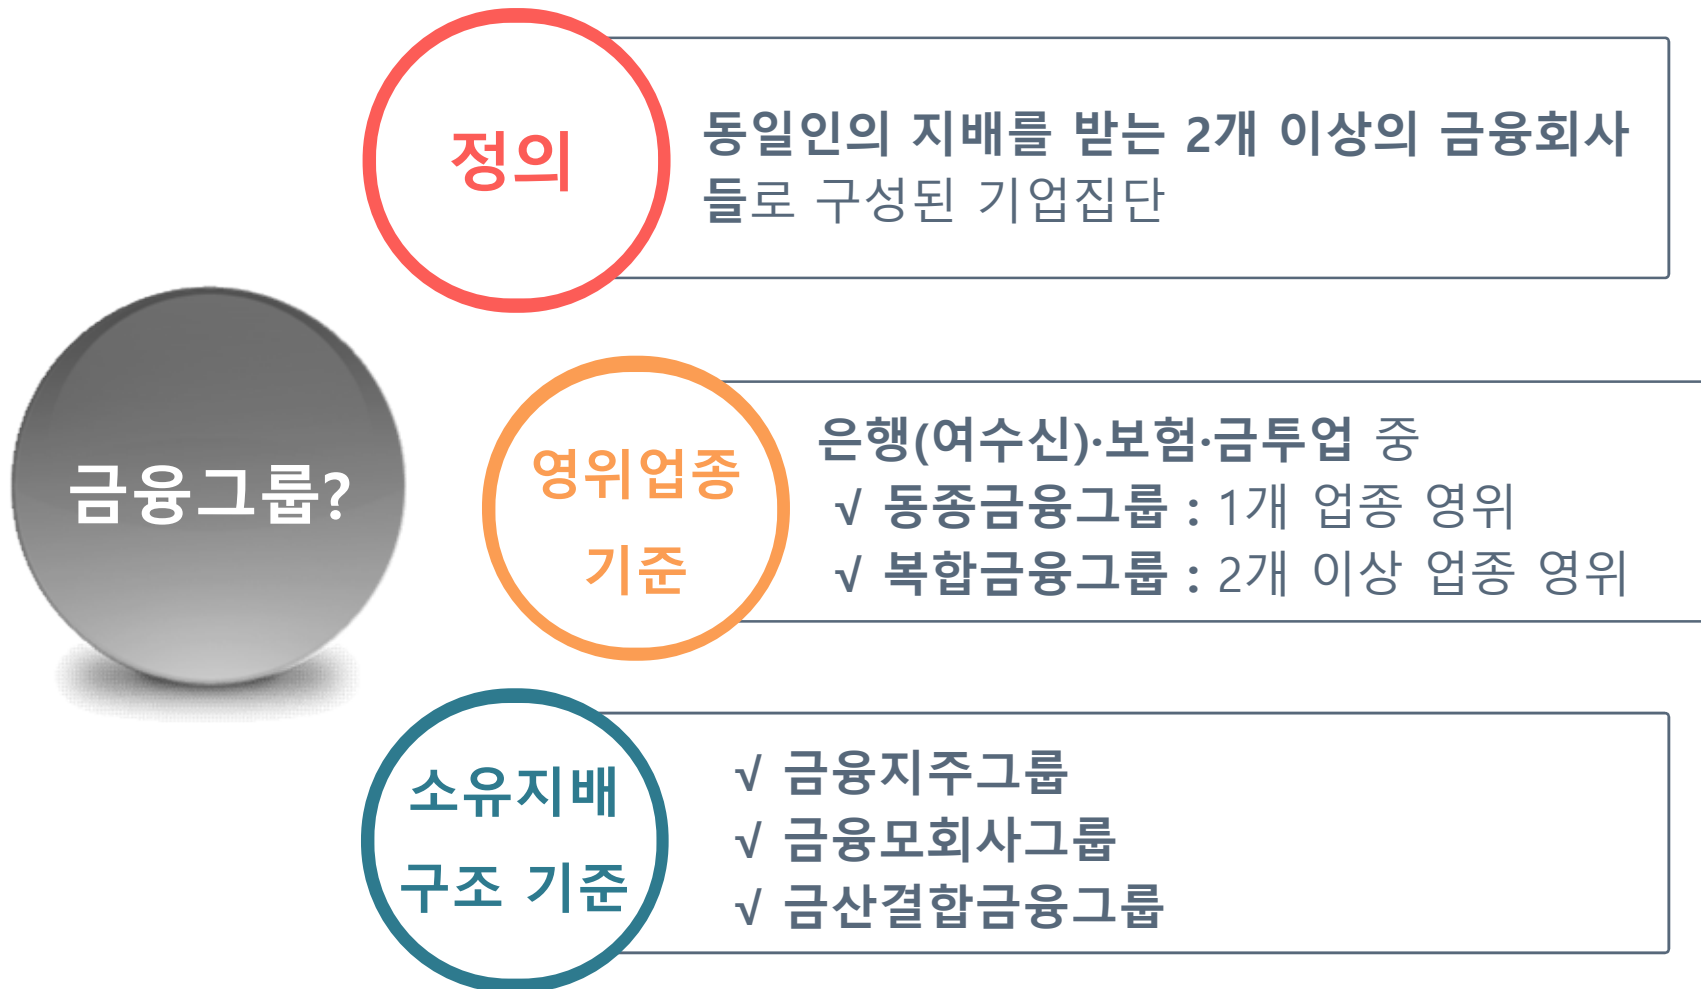 금융그룹?
정의
동일인의 지배를 받는 2개 이상의 금융회사
들로 구성된 기업집단
영위업종
기준
은행(여수신)·보험·금투업 중
√ 동종금융그룹 : 1개 업종 영위
√ 복합금융그룹 : 2개 이상 업종 영위
소유지배
구조 기준
√ 금융지주그룹
√ 금융모회사그룹
√ 금산결합금융그룹